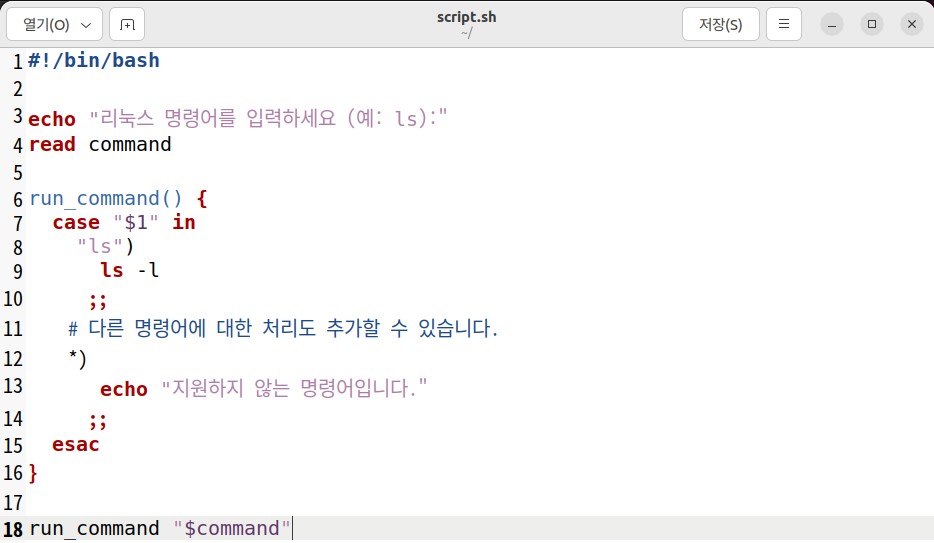 열기(O)
script.sh
~/
저장(S)
1 #!/bin/bash
2
3 echo "리눅스 명령어를 입력하세요 (예: ls):"
4 read command
5
6 run_command() {
7   case "$1" in
8     "ls")
9       ls -l
10      ;;
11    # 다른 명령어에 대한 처리도 추가할 수 있습니다.
12    *)
13      echo "지원하지 않는 명령어입니다."
14      ;;
15  esac
16 }
17
18 run_command "$command"